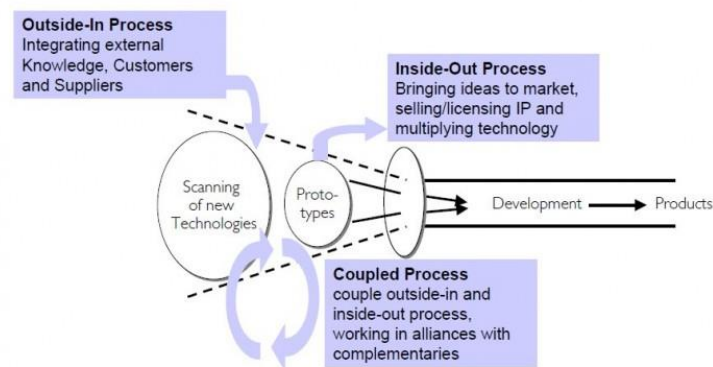 Outside-In Process
Integrating external
Knowledge, Customers
and Suppliers
Inside-Out Process
Bringing ideas to market,
selling/licensing IP and
multiplying technology
Scanning
of new
Technologies
Proto-
types
Development
Products
Coupled Process
couple outside-in and
inside-out process,
working in alliances with
complementaries